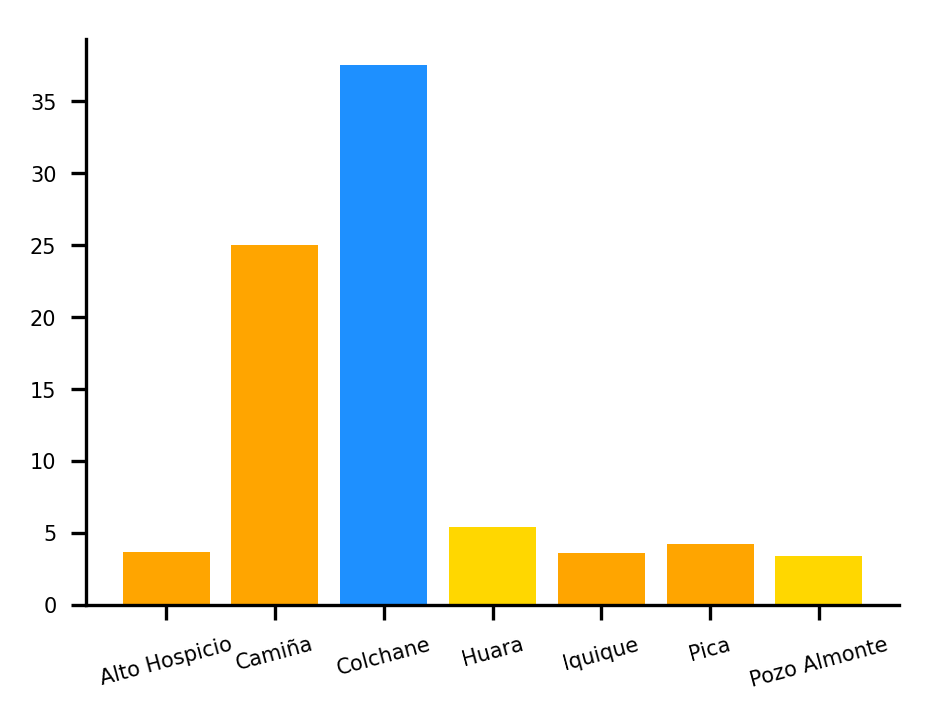 35
30
25
20
15
10
5
0
Alto Hospicio
Camiña
Colchane
Huara
Iquique
Pica
Pozo Almonte